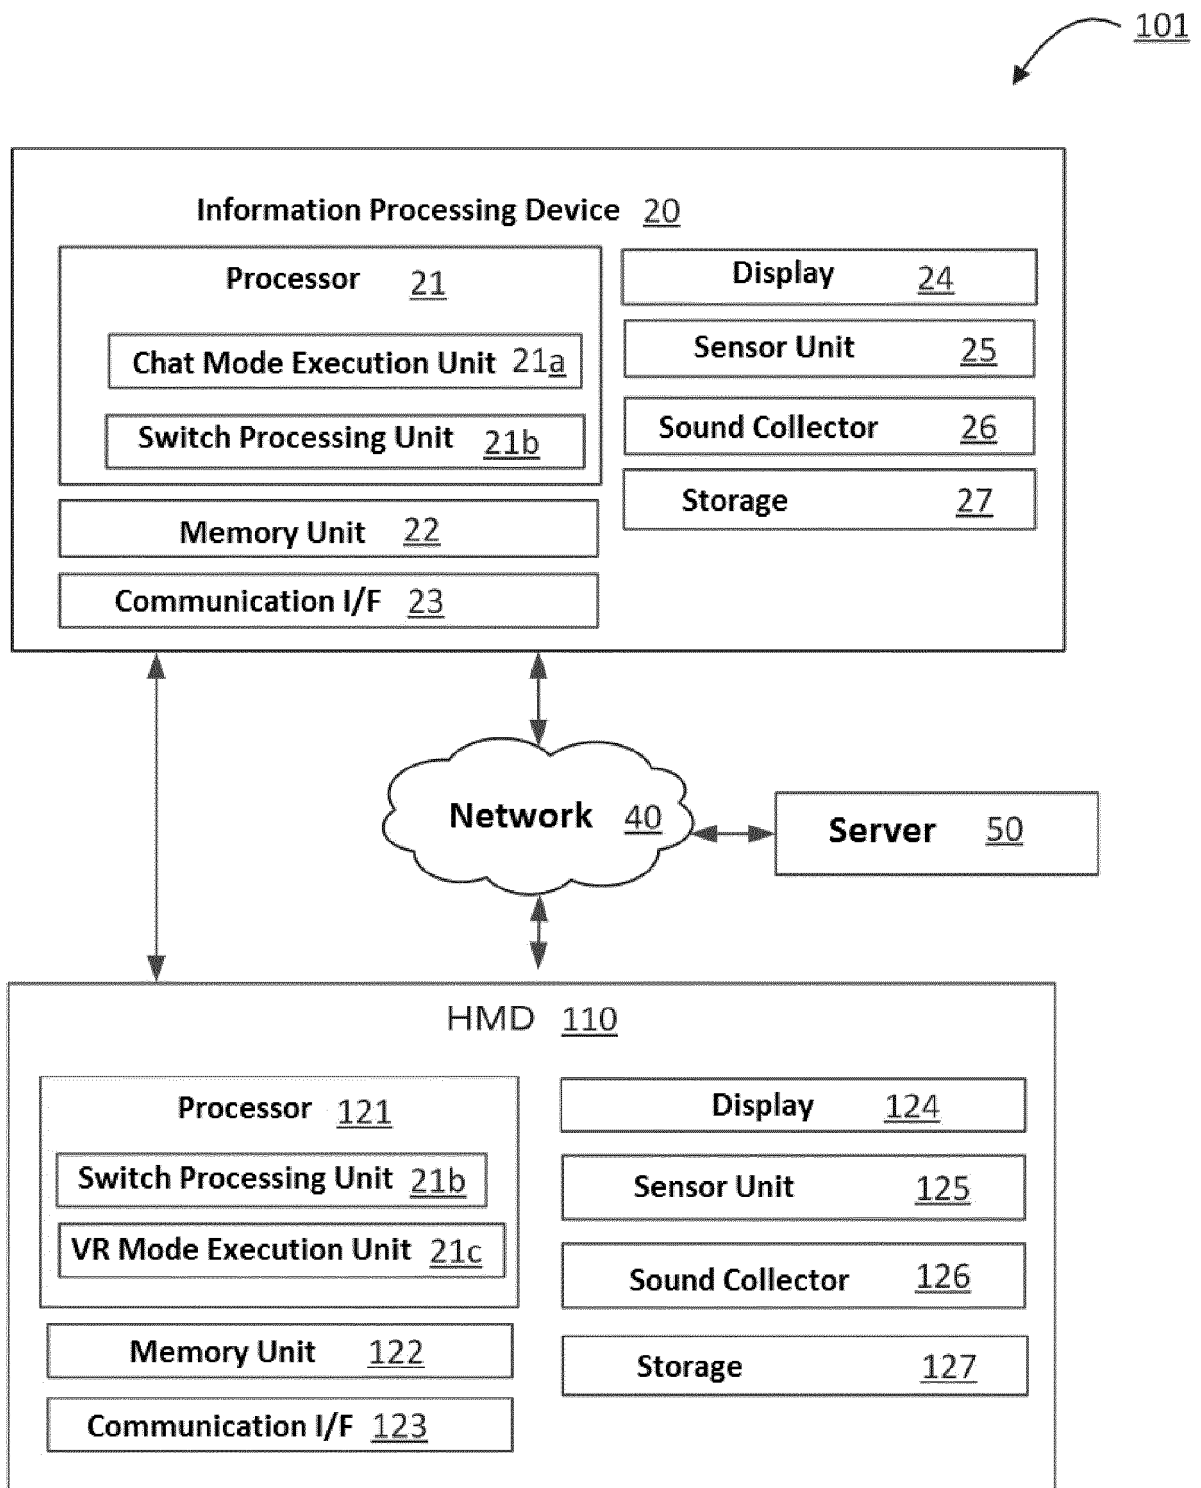 101
Information Processing Device 20
Processor 21
Chat Mode Execution Unit 21a
Switch Processing Unit 21b
Memory Unit 22
Communication I/F 23
Display 24
Sensor Unit 25
Sound Collector 26
Storage 27
Network 40
Server 50
HMD 110
Processor 121
Switch Processing Unit 21b
VR Mode Execution Unit 21c
Memory Unit 122
Communication I/F 123
Display 124
Sensor Unit 125
Sound Collector 126
Storage 127